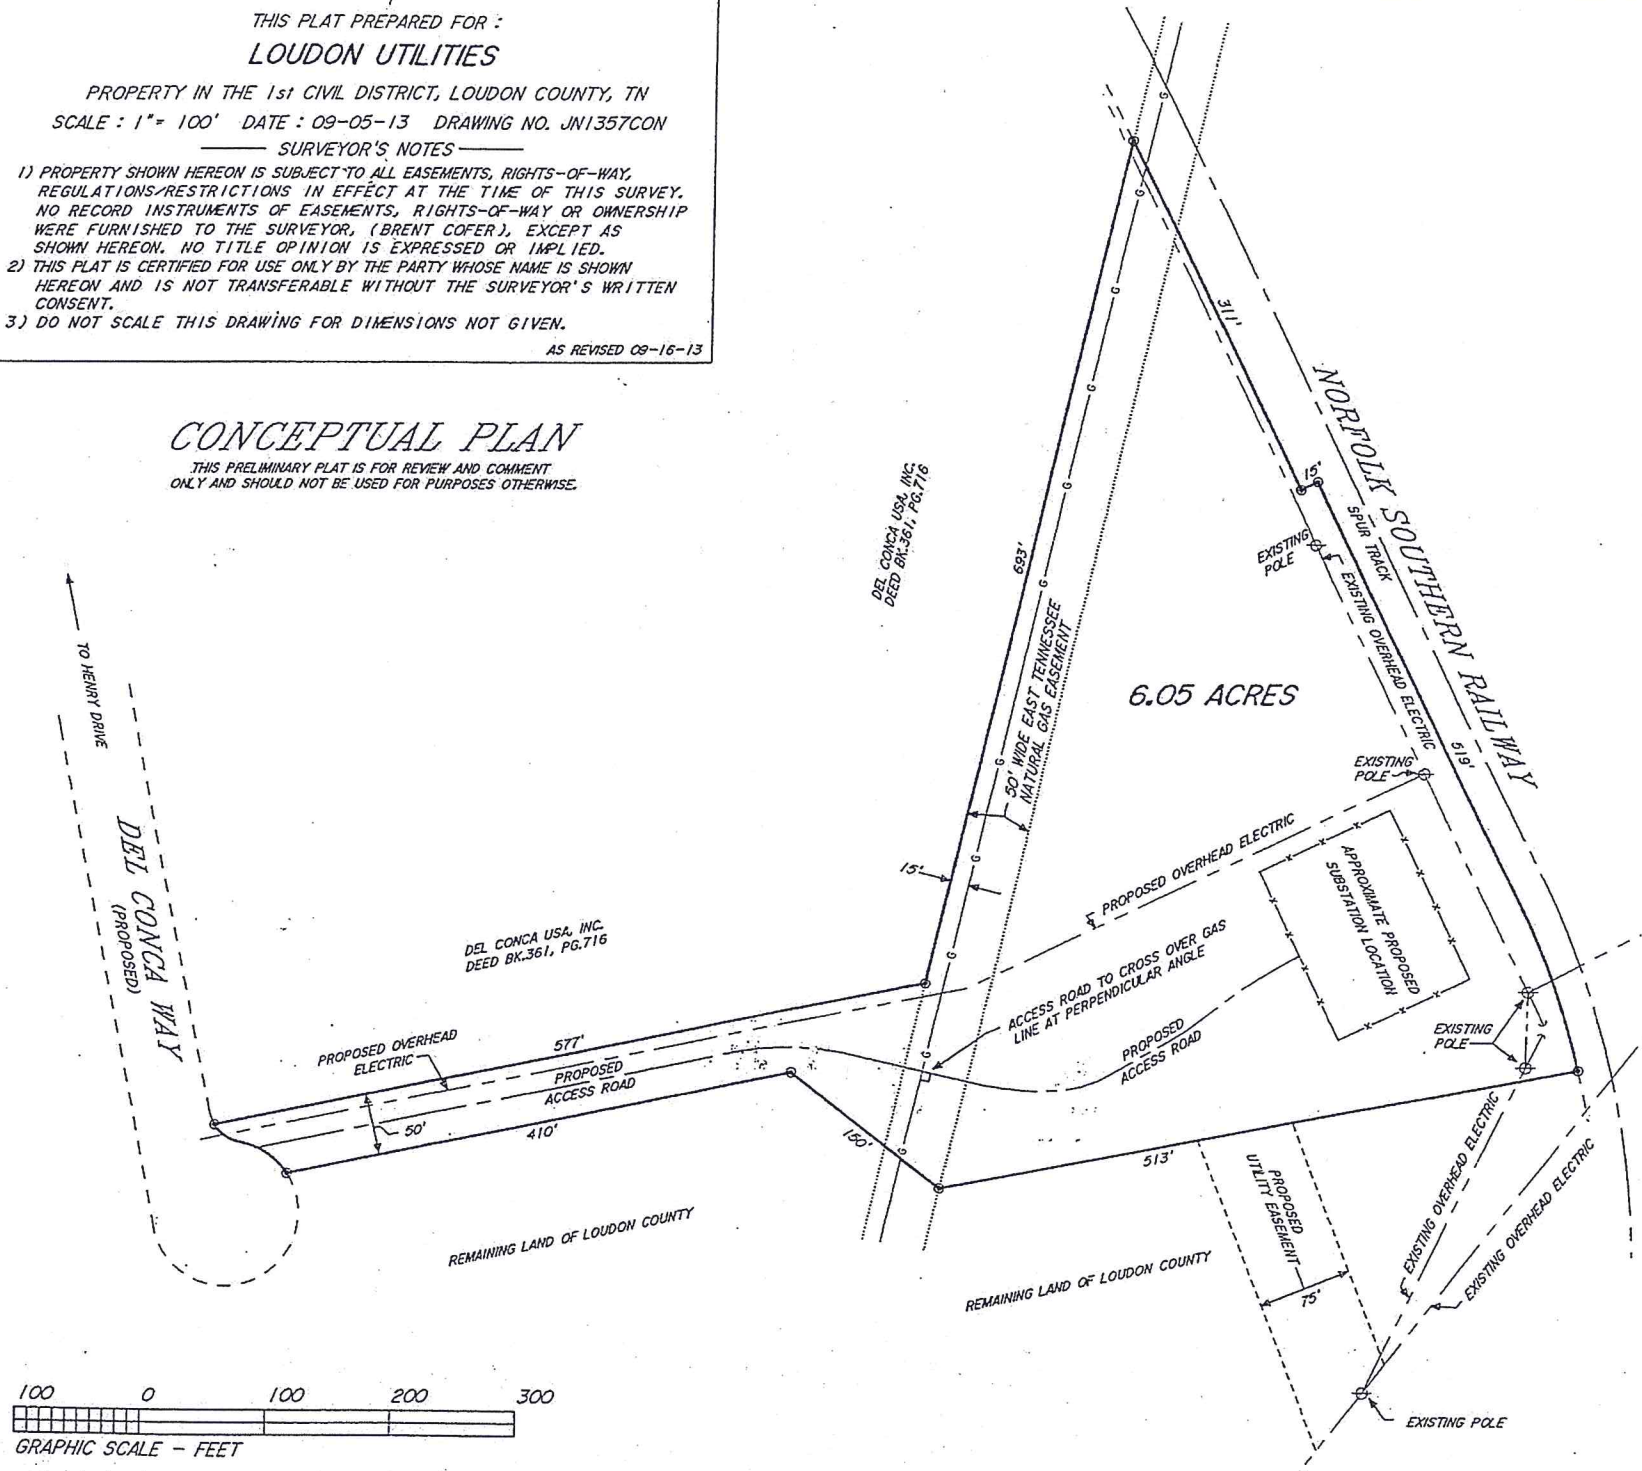 THIS PLAT PREPARED FOR :
LOUDON UTILITIES
PROPERTY IN THE 1st CIVIL DISTRICT, LOUDON COUNTY, TN
SCALE : 1"= 100' DATE : 09-05-13 DRAWING NO. JN1357CON
SURVEYOR'S NOTES
1) PROPERTY SHOWN HEREON IS SUBJECT TO ALL EASEMENTS, RIGHTS-OF-WAY,
REGULATIONS/RESTRICTIONS IN EFFECT AT THE TIME OF THIS SURVEY.
NO RECORD INSTRUMENTS OF EASEMENTS, RIGHTS-OF-WAY OR OWNERSHIP
WERE FURNISHED TO THE SURVEYOR, (BRENT COFER), EXCEPT AS
SHOWN HEREON. NO TITLE OPINION IS EXPRESSED OR IMPLIED.
2) THIS PLAT IS CERTIFIED FOR USE ONLY BY THE PARTY WHOSE NAME IS SHOWN
HEREON AND IS NOT TRANSFERABLE WITHOUT THE SURVEYOR'S WRITTEN
CONSENT.
3) DO NOT SCALE THIS DRAWING FOR DIMENSIONS NOT GIVEN.
AS REVISED 09-16-13
CONCEPTUAL PLAN
THIS PRELIMINARY PLAT IS FOR REVIEW AND COMMENT
ONLY AND SHOULD NOT BE USED FOR PURPOSES OTHERWISE.
G
G
G
311'
G
NORFOLK SOUTHERN RAILWAY
15'
SPUR TRACK
DEL CONCA USA, INC.
DEED BK.361, PG.716
G
693'
G
EXISTING
POLE
EXISTING OVERHEAD ELECTRIC
50' WIDE EAST TENNESSEE
NATURAL GAS EASEMENT
6.05 ACRES
519'
TO HENRY DRIVE
G
EXISTING
POLE
DEL CONCA WAY
(PROPOSED)
15'
G
PROPOSED OVERHEAD ELECTRIC
APPROXIMATE PROPOSED
SUBSTATION LOCATION
DEL CONCA USA, INC.
DEED BK.361, PG.716
G
ACCESS ROAD TO CROSS OVER GAS
LINE AT PERPENDICULAR ANGLE
PROPOSED OVERHEAD
ELECTRIC
577'
G
PROPOSED
ACCESS ROAD
EXISTING
POLE
PROPOSED
ACCESS ROAD
50'
410'
150'
G
513'
PROPOSED
UTILITY EASEMENT
EXISTING OVERHEAD ELECTRIC
EXISTING OVERHEAD ELECTRIC
REMAINING LAND OF LOUDON COUNTY
REMAINING LAND OF LOUDON COUNTY
75'
EXISTING POLE
100 0 100 200 300
GRAPHIC SCALE - FEET